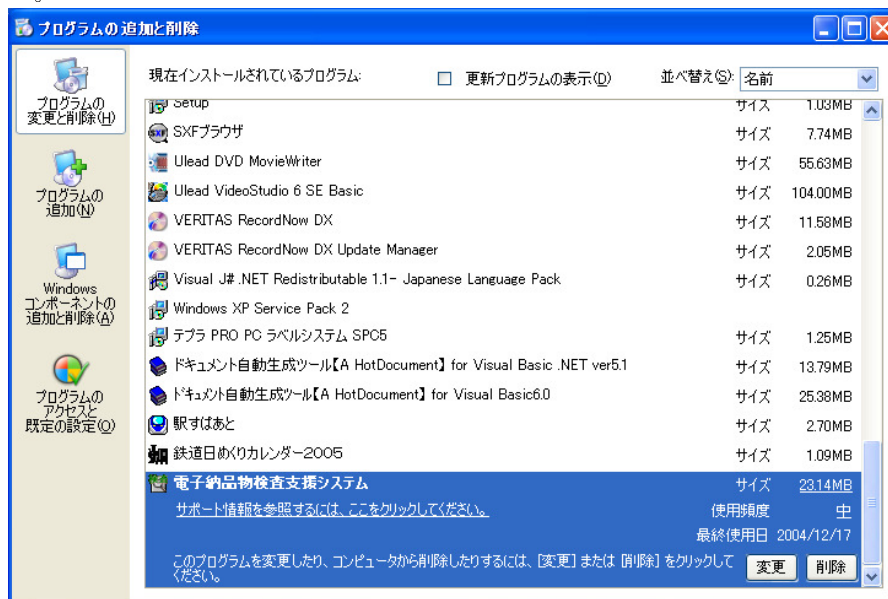 プログラムの追加と削除
プログラムの
変更と削除(H)
プログラムの
追加(N)
Windows
コンポーネントの
追加と削除(A)
プログラムの
アクセスと
既定の設定(O)
現在インストールされているプログラム:
更新プログラムの表示(D)
並べ替え(S): 名前
Setup サイズ 1.03MB
SXFブラウザ サイズ 7.74MB
Ulead DVD MovieWriter サイズ 55.63MB
Ulead VideoStudio 6 SE Basic サイズ 104.00MB
VERITAS RecordNow DX サイズ 11.58MB
VERITAS RecordNow DX Update Manager サイズ 2.05MB
Visual J# .NET Redistributable 1.1- Japanese Language Pack サイズ 0.26MB
Windows XP Service Pack 2
テプラ PRO PC ラベルシステム SPC5 サイズ 1.25MB
ドキュメント自動生成ツール【A HotDocument】 for Visual Basic .NET ver5.1 サイズ 13.79MB
ﾄﾞｷｭﾒﾝﾄ自動生成ﾂｰﾙ【A HotDocument】 for Visual Basic6.0 サイズ 25.38MB
駅すぱあと サイズ 2.70MB
鉄道日めくりカレンダー2005 サイズ 1.09MB
電子納品物検査支援システム サイズ 23.14MB
サポート情報を参照するには、ここをクリックしてください。 使用頻度 中
最終使用日 2004/12/17
このプログラムを変更したり、コンピュータから削除したりするには、[変更] または [削除] をクリックして
ください。
変更 削除